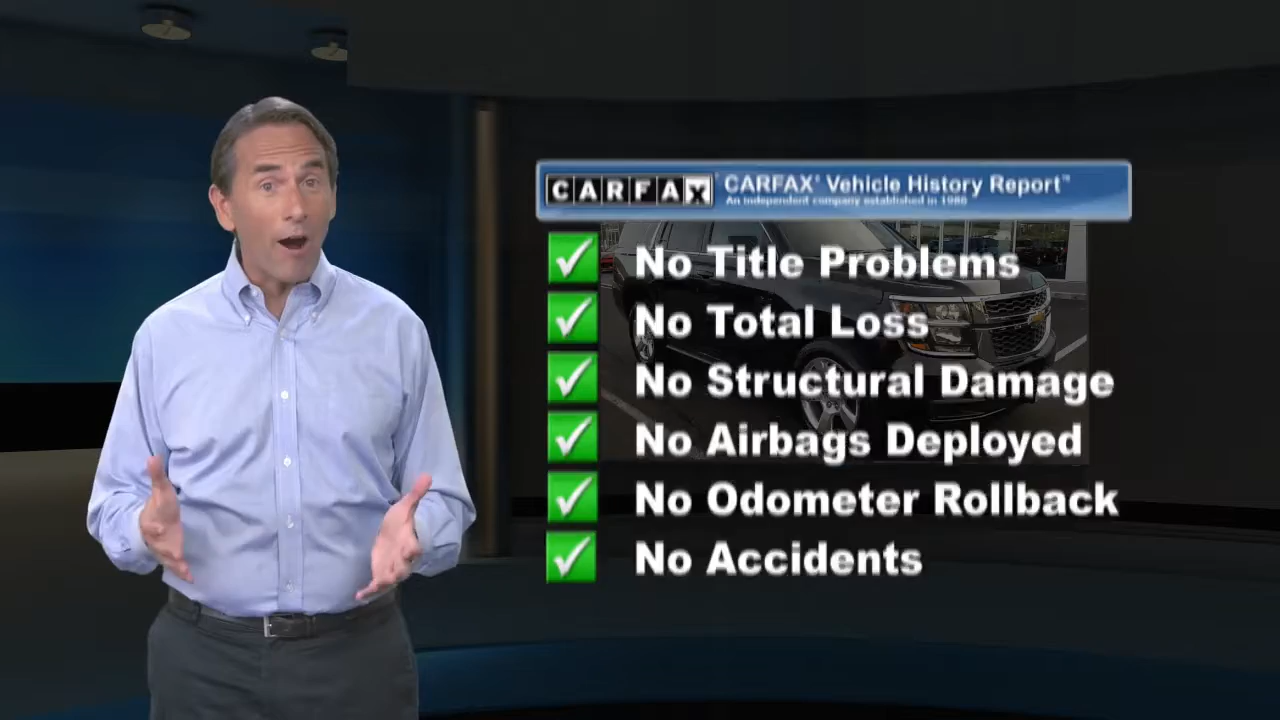 CARFAX
CARFAX® Vehicle History Report™
An independent company established in 1986
No Title Problems
No Total Loss
No Structural Damage
No Airbags Deployed
No Odometer Rollback
No Accidents